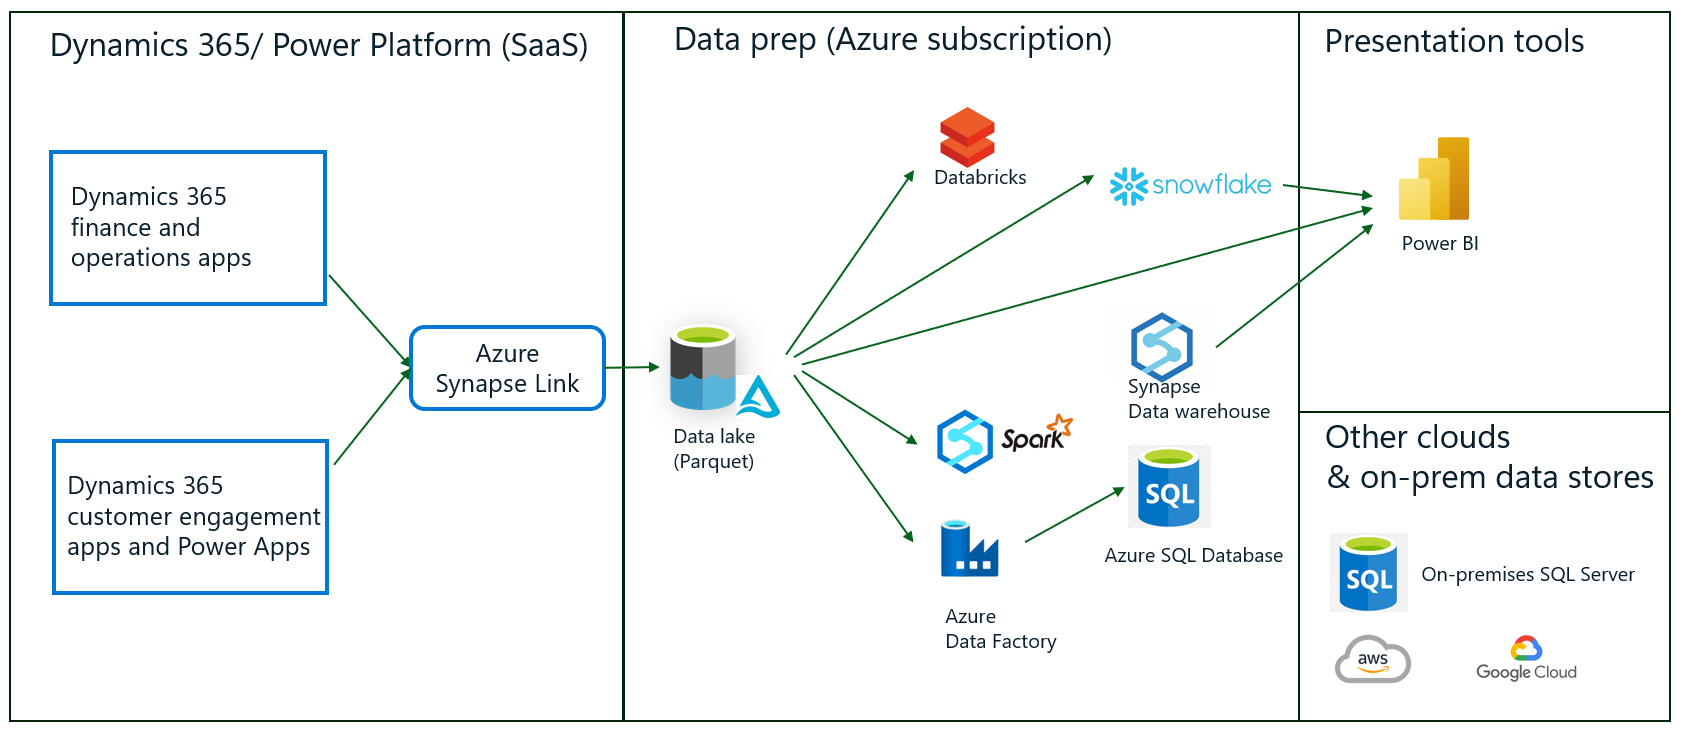 Dynamics 365/ Power Platform (SaaS)
Dynamics 365
finance and
operations apps
Azure
Synapse Link
Dynamics 365
customer engagement
apps and Power Apps
Data prep (Azure subscription)
Databricks
snowflake
Data lake
(Parquet)
Synapse
Data warehouse
Spark
SQL
Azure SQL Database
Azure
Data Factory
Presentation tools
Power BI
Other clouds
& on-prem data stores
SQL
On-premises SQL Server
aws
Google Cloud